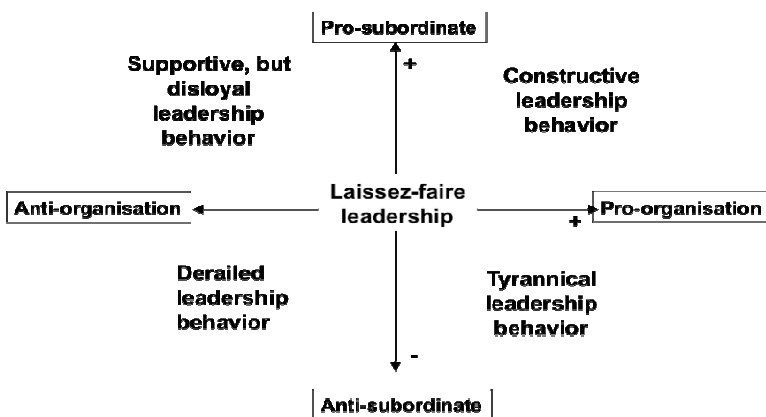 Pro-subordinate
+
Supportive, but
disloyal
leadership
behavior
Constructive
leadership
behavior
Anti-organisation
Laissez-faire
leadership
+
Pro-organisation
Derailed
leadership
behavior
Tyrannical
leadership
behavior
-
Anti-subordinate